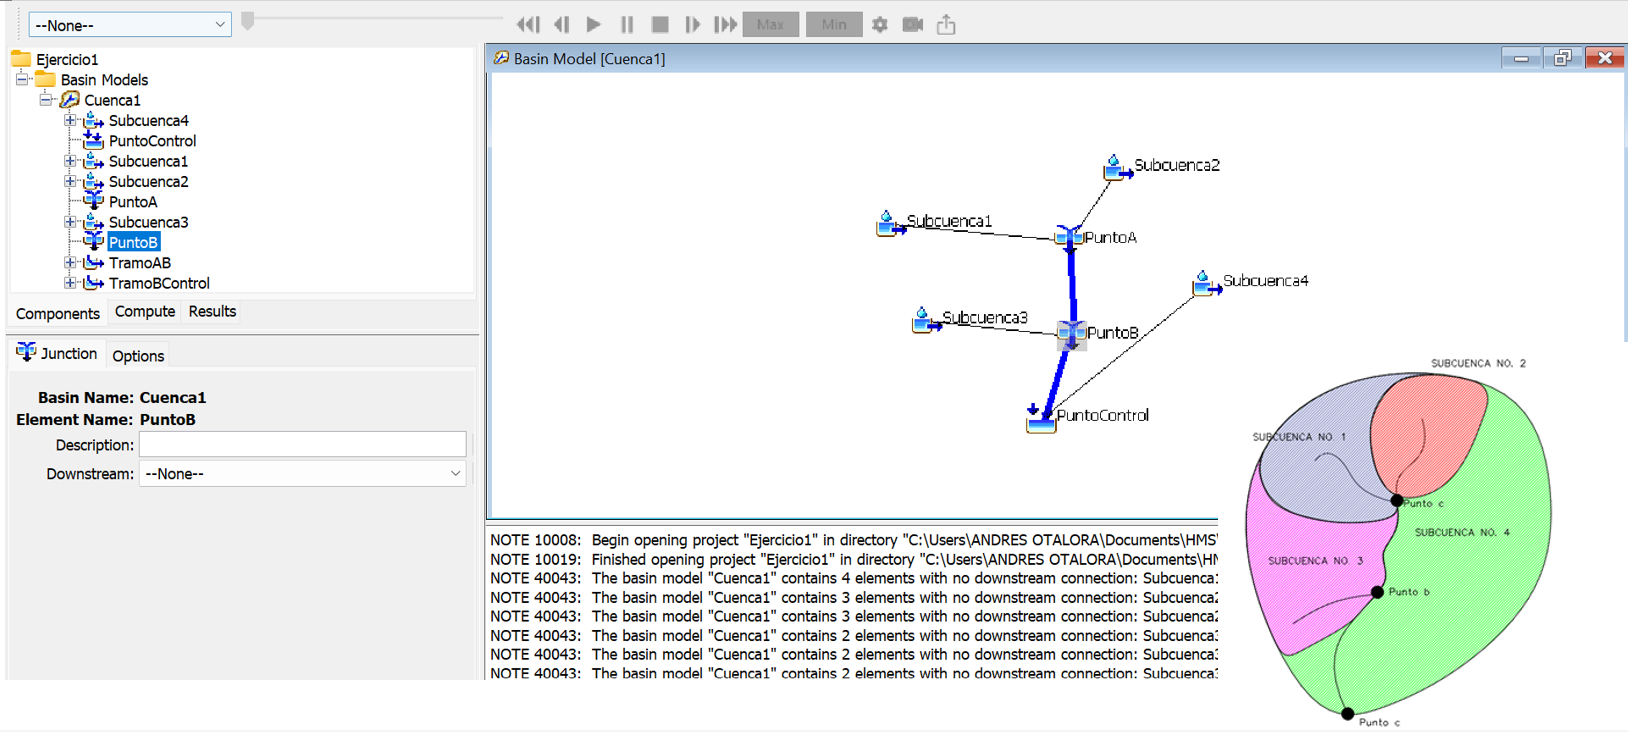 --None--
Max
Min
Ejercicio1
Basin Models
Cuenca1
Subcuenca4
PuntoControl
Subcuenca1
Subcuenca2
PuntoA
Subcuenca3
PuntoB
TramoAB
TramoBControl
Components
Compute
Results
Junction
Options
Basin Name: Cuenca1
Element Name: PuntoB
Description:
Downstream: --None--
Basin Model [Cuenca1]
Subcuenca2
Subcuenca1
PuntoA
Subcuenca4
Subcuenca3
PuntoB
PuntoControl
NOTE 10008: Begin opening project "Ejercicio1" in directory "C:\Users\ANDRES OTALORA\Documents\HMS\
NOTE 10019: Finished opening project "Ejercicio1" in directory "C:\Users\ANDRES OTALORA\Documents\H
NOTE 40043: The basin model "Cuenca1" contains 4 elements with no downstream connection: Subcuenca1
NOTE 40043: The basin model "Cuenca1" contains 3 elements with no downstream connection: Subcuenca2
NOTE 40043: The basin model "Cuenca1" contains 3 elements with no downstream connection: Subcuenca2
NOTE 40043: The basin model "Cuenca1" contains 2 elements with no downstream connection: Subcuenca3
NOTE 40043: The basin model "Cuenca1" contains 2 elements with no downstream connection: Subcuenca3
NOTE 40043: The basin model "Cuenca1" contains 2 elements with no downstream connection: Subcuenca3
SUBCUENCA NO. 2
SUBCUENCA NO. 1
Punto c
SUBCUENCA NO. 4
SUBCUENCA NO. 3
Punto b
Punto c